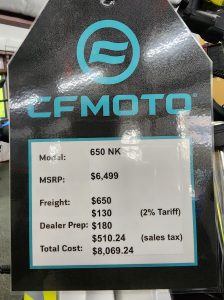 CFMOTO
Model: 650 NK
MSRP: $6,499
Freight: $650
$130 (2% Tariff)
Dealer Prep: $180
$510.24 (sales tax)
Total Cost: $8,069.24